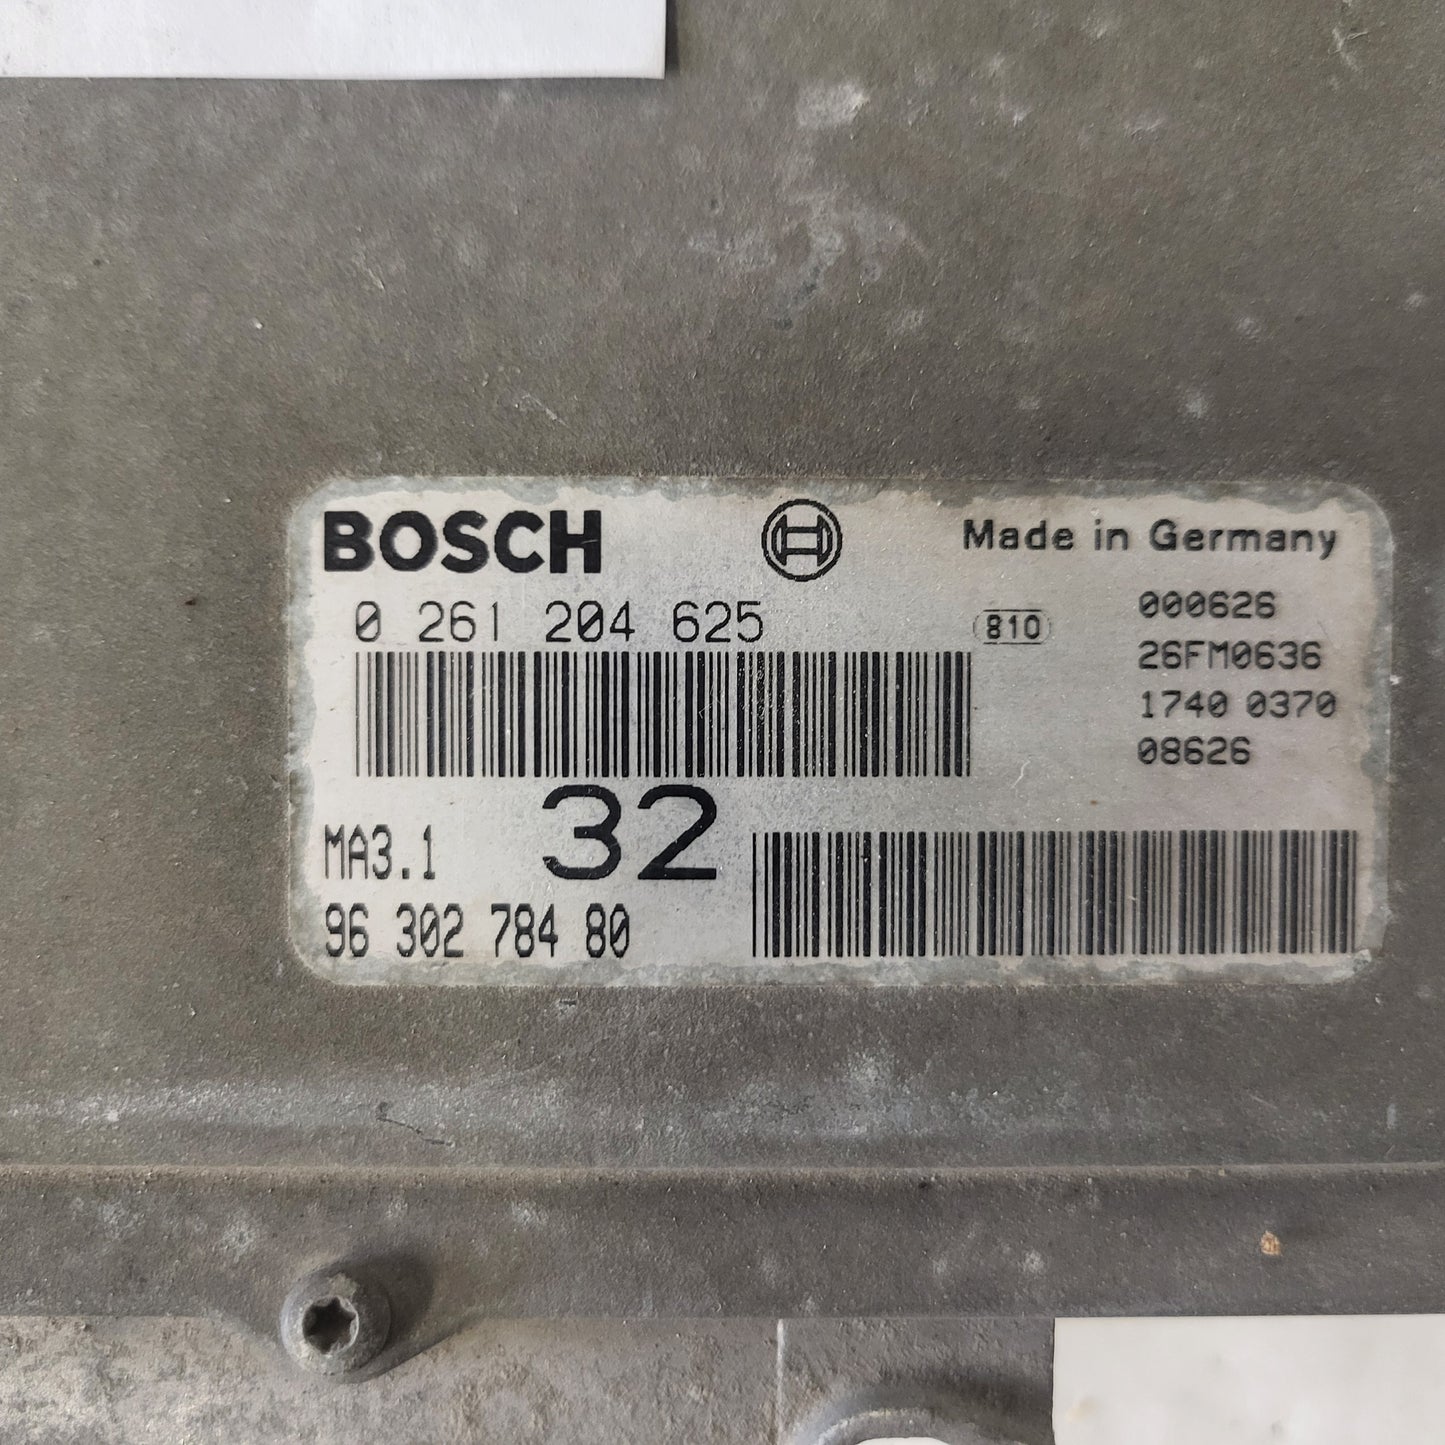 BOSCH
Made in Germany
0 261 204 625
810
000626
26FM0636
1740 0370
08626
MA3.1
32
96 302 784 80